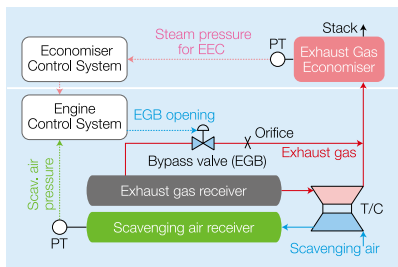 Stack
Economiser
Control System
Steam pressure
for EEC
PT
Exhaust Gas
Economiser
Engine
Control System
EGB opening
Orifice
Bypass valve (EGB)
Exhaust gas
Scav. air
pressure
Exhaust gas receiver
T/C
Scavenging air receiver
PT
Scavenging air